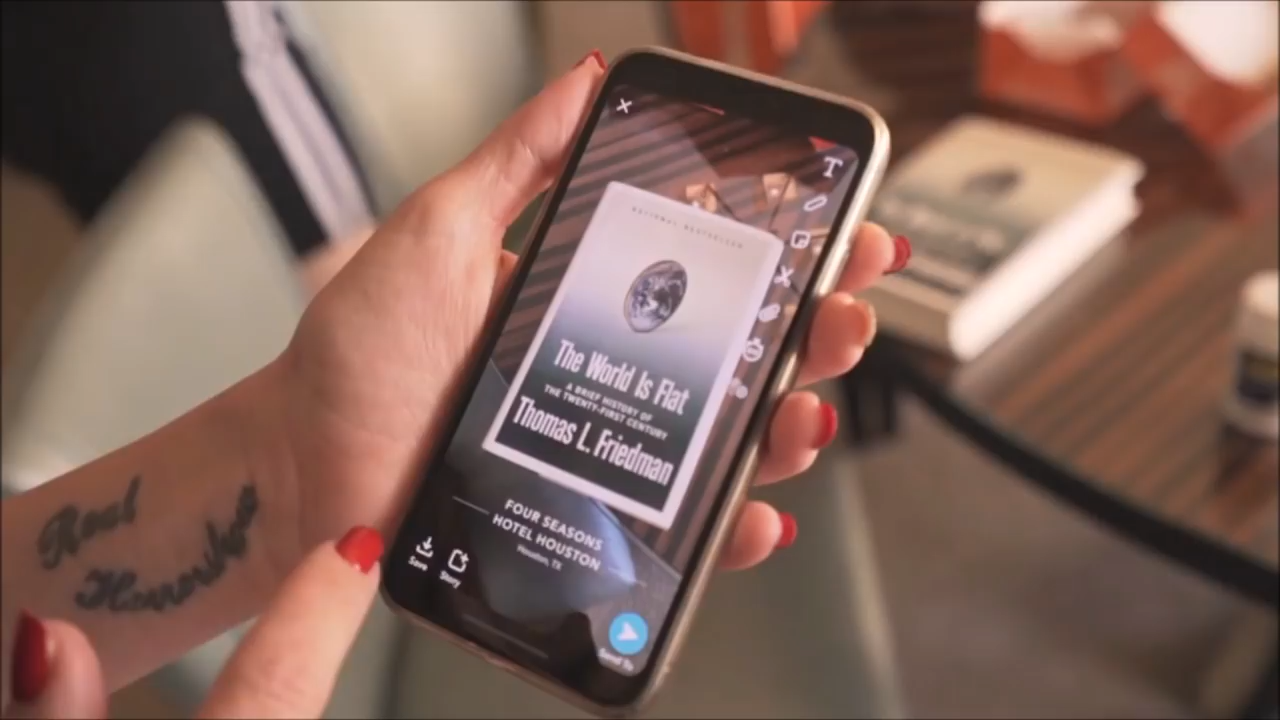 T
NATIONAL BESTSELLER
The World Is Flat
A BRIEF HISTORY OF
THE TWENTY-FIRST CENTURY
Thomas L. Friedman
FOUR SEASONS
HOTEL HOUSTON
Houston, TX
Save
Story
Send To
Real